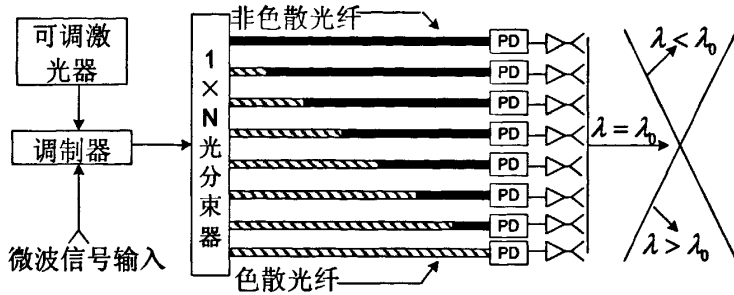 非色散光纤
可调激
光器
调制器
微波信号输入
1×N光分束器
PD
PD
PD
PD
PD
PD
PD
PD
色散光纤
λ = λ₀
λ < λ₀
λ > λ₀